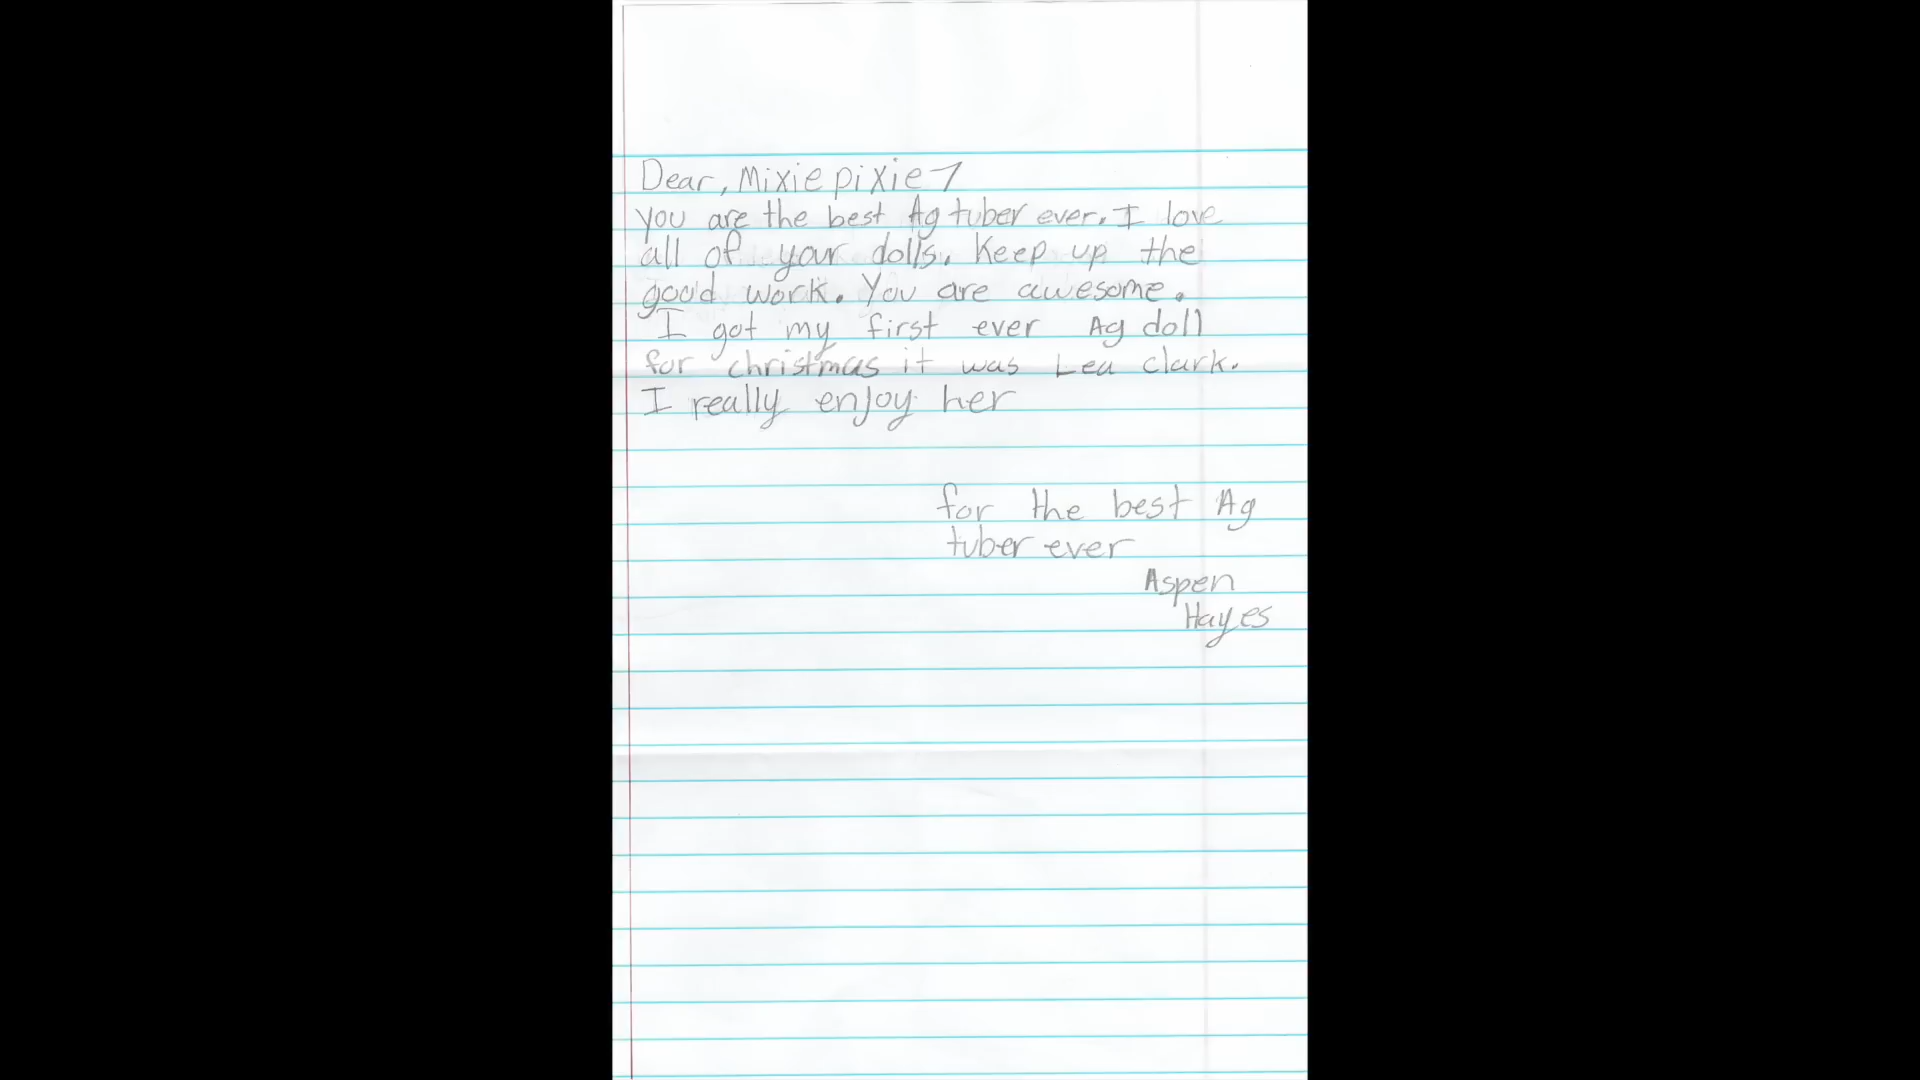 Dear, Mixiepixie7
you are the best Ag tuber ever. I love
all of your dolls. Keep up the
good work. You are awesome.
I got my first ever Ag doll
for christmas it was Lea clark.
I really enjoy her
for the best Ag
tuber ever
Aspen
Hayes